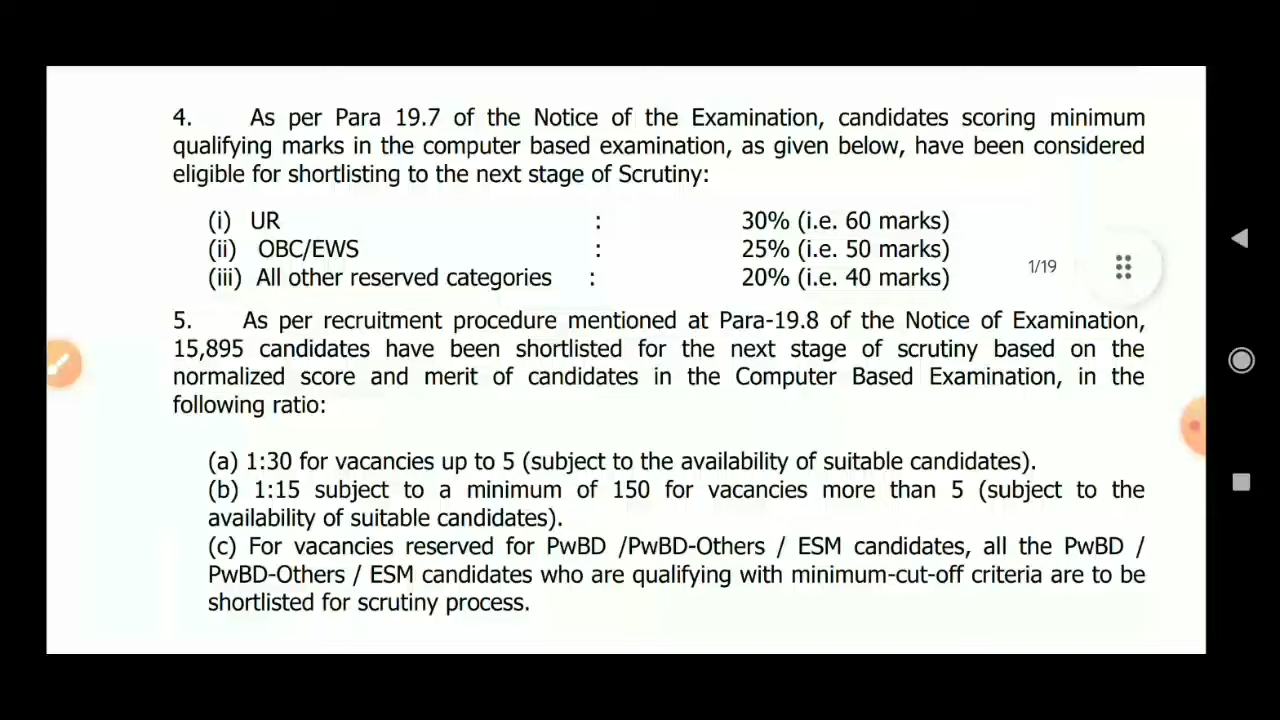 4. As per Para 19.7 of the Notice of the Examination, candidates scoring minimum
qualifying marks in the computer based examination, as given below, have been considered
eligible for shortlisting to the next stage of Scrutiny:
(i) UR : 30% (i.e. 60 marks)
(ii) OBC/EWS : 25% (i.e. 50 marks)
(iii) All other reserved categories : 20% (i.e. 40 marks)
1/19
5. As per recruitment procedure mentioned at Para-19.8 of the Notice of Examination,
15,895 candidates have been shortlisted for the next stage of scrutiny based on the
normalized score and merit of candidates in the Computer Based Examination, in the
following ratio:
(a) 1:30 for vacancies up to 5 (subject to the availability of suitable candidates).
(b) 1:15 subject to a minimum of 150 for vacancies more than 5 (subject to the
availability of suitable candidates).
(c) For vacancies reserved for PwBD /PwBD-Others / ESM candidates, all the PwBD /
PwBD-Others / ESM candidates who are qualifying with minimum-cut-off criteria are to be
shortlisted for scrutiny process.